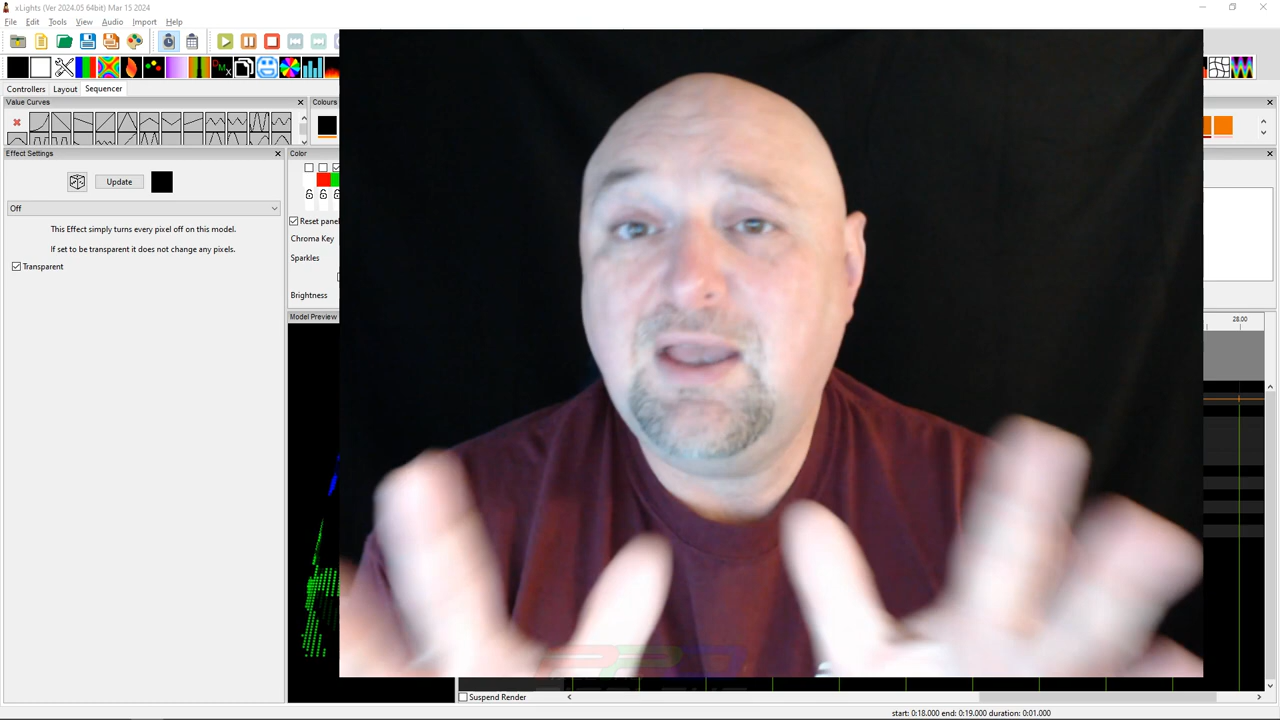 xLights (Ver 2024.05 64bit) Mar 15 2024
File Edit Tools View Audio Import Help
Controllers Layout Sequencer
Value Curves
Colours
Effect Settings
Color
Update
Off
This Effect simply turns every pixel off on this model.
If set to be transparent it does not change any pixels.
Transparent
Reset pane
Chroma Key
Sparkles
Brightness
Model Preview
28.00
Suspend Render
start: 0:18.000 end: 0:19.000 duration: 0:01.000